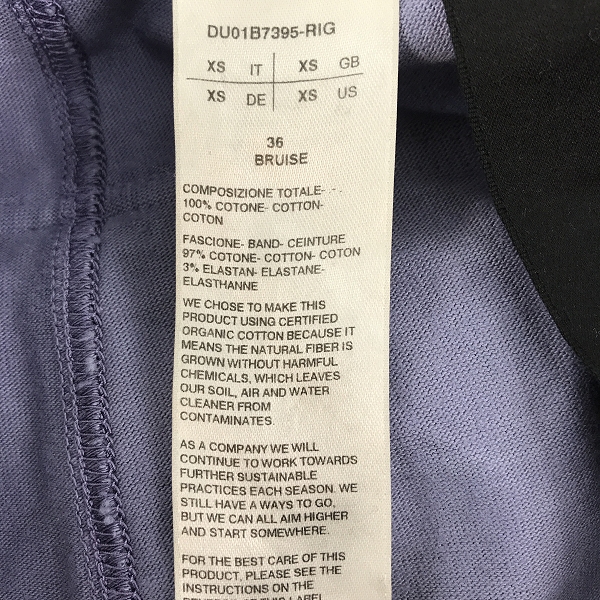 DU01B7395-RIG
XS IT XS GB
XS DE XS US
36
BRUISE
COMPOSIZIONE TOTALE- - -
100% COTONE- COTTON-
COTON
FASCIONE- BAND- CEINTURE
97% COTONE- COTTON- COTON
3% ELASTAN- ELASTANE-
ELASTHANNE
WE CHOSE TO MAKE THIS
PRODUCT USING CERTIFIED
ORGANIC COTTON BECAUSE IT
MEANS THE NATURAL FIBER IS
GROWN WITHOUT HARMFUL
CHEMICALS, WHICH LEAVES
OUR SOIL, AIR AND WATER
CLEANER FROM
CONTAMINATES.
AS A COMPANY WE WILL
CONTINUE TO WORK TOWARDS
FURTHER SUSTAINABLE
PRACTICES EACH SEASON. WE
STILL HAVE A WAYS TO GO,
BUT WE CAN ALL AIM HIGHER
AND START SOMEWHERE.
FOR THE BEST CARE OF THIS
PRODUCT, PLEASE SEE THE
INSTRUCTIONS ON THE
REVERSE OF THIS LABEL